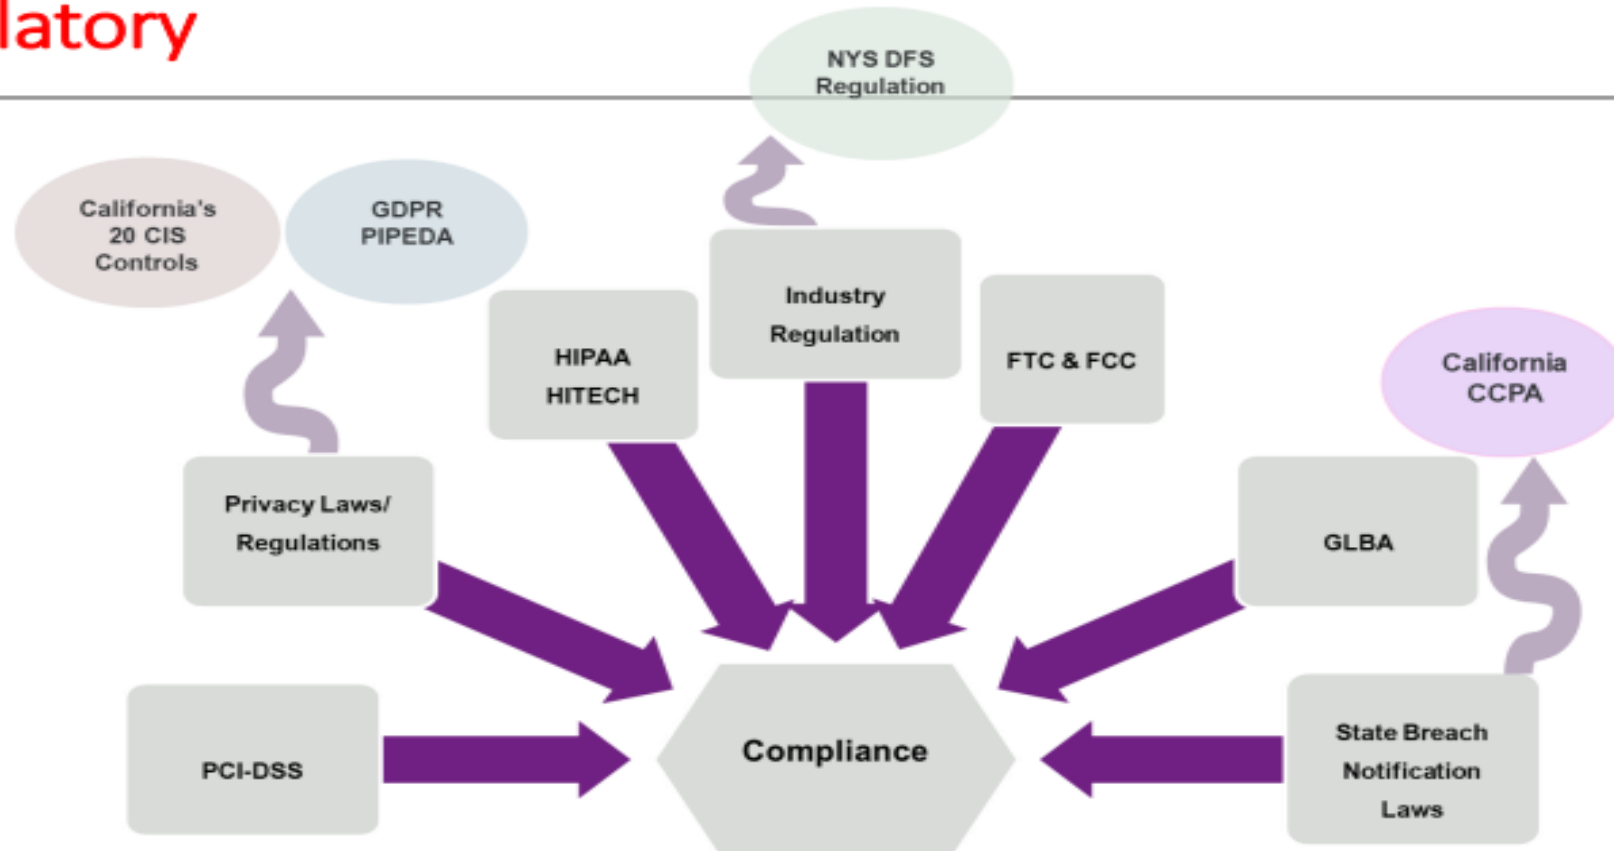 latory
NYS DFS
Regulation
California's
20 CIS
Controls
GDPR
PIPEDA
Industry
Regulation
HIPAA
HITECH
FTC & FCC
California
CCPA
Privacy Laws/
Regulations
GLBA
PCI-DSS
Compliance
State Breach
Notification
Laws